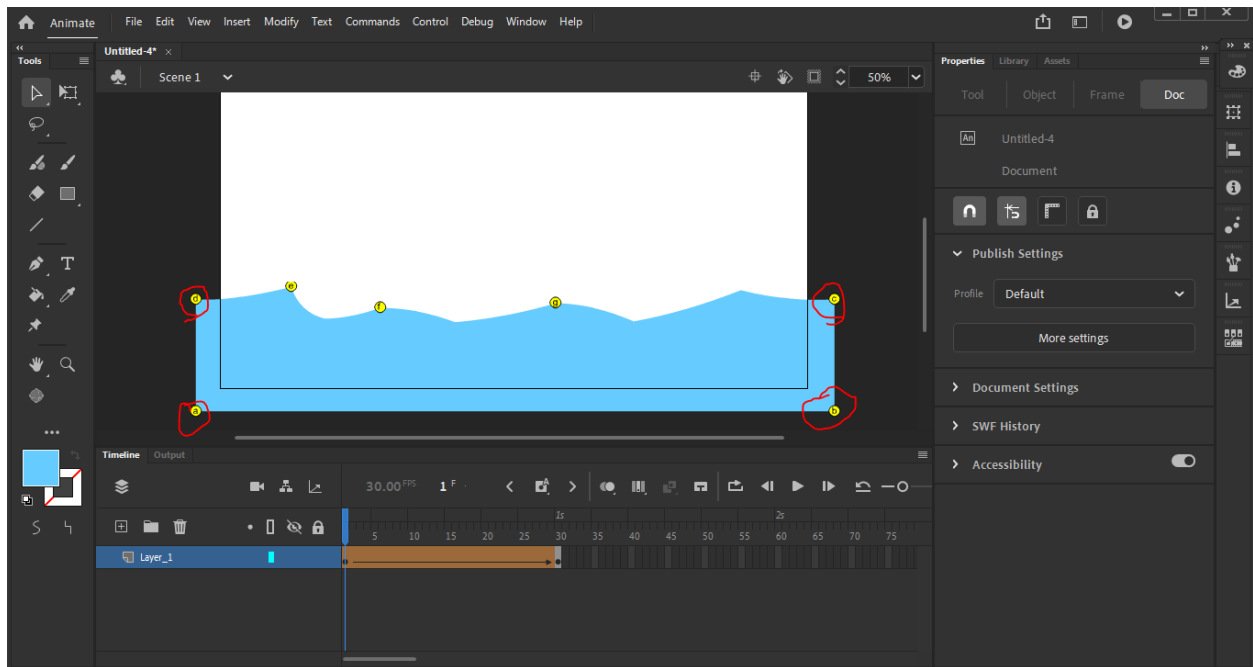 Animate File Edit View Insert Modify Text Commands Control Debug Window Help
Untitled-4* ×
Tools
Scene 1
50%
Properties Library Assets
Tool Object Frame Doc
An Untitled-4
Document
Publish Settings
Profile Default
More settings
Document Settings
SWF History
Accessibility
d e f g c
a b
Timeline Output
30.00 FPS 1 F
1s 2s
5 10 15 20 25 30 35 40 45 50 55 60 65 70 75
Layer_1